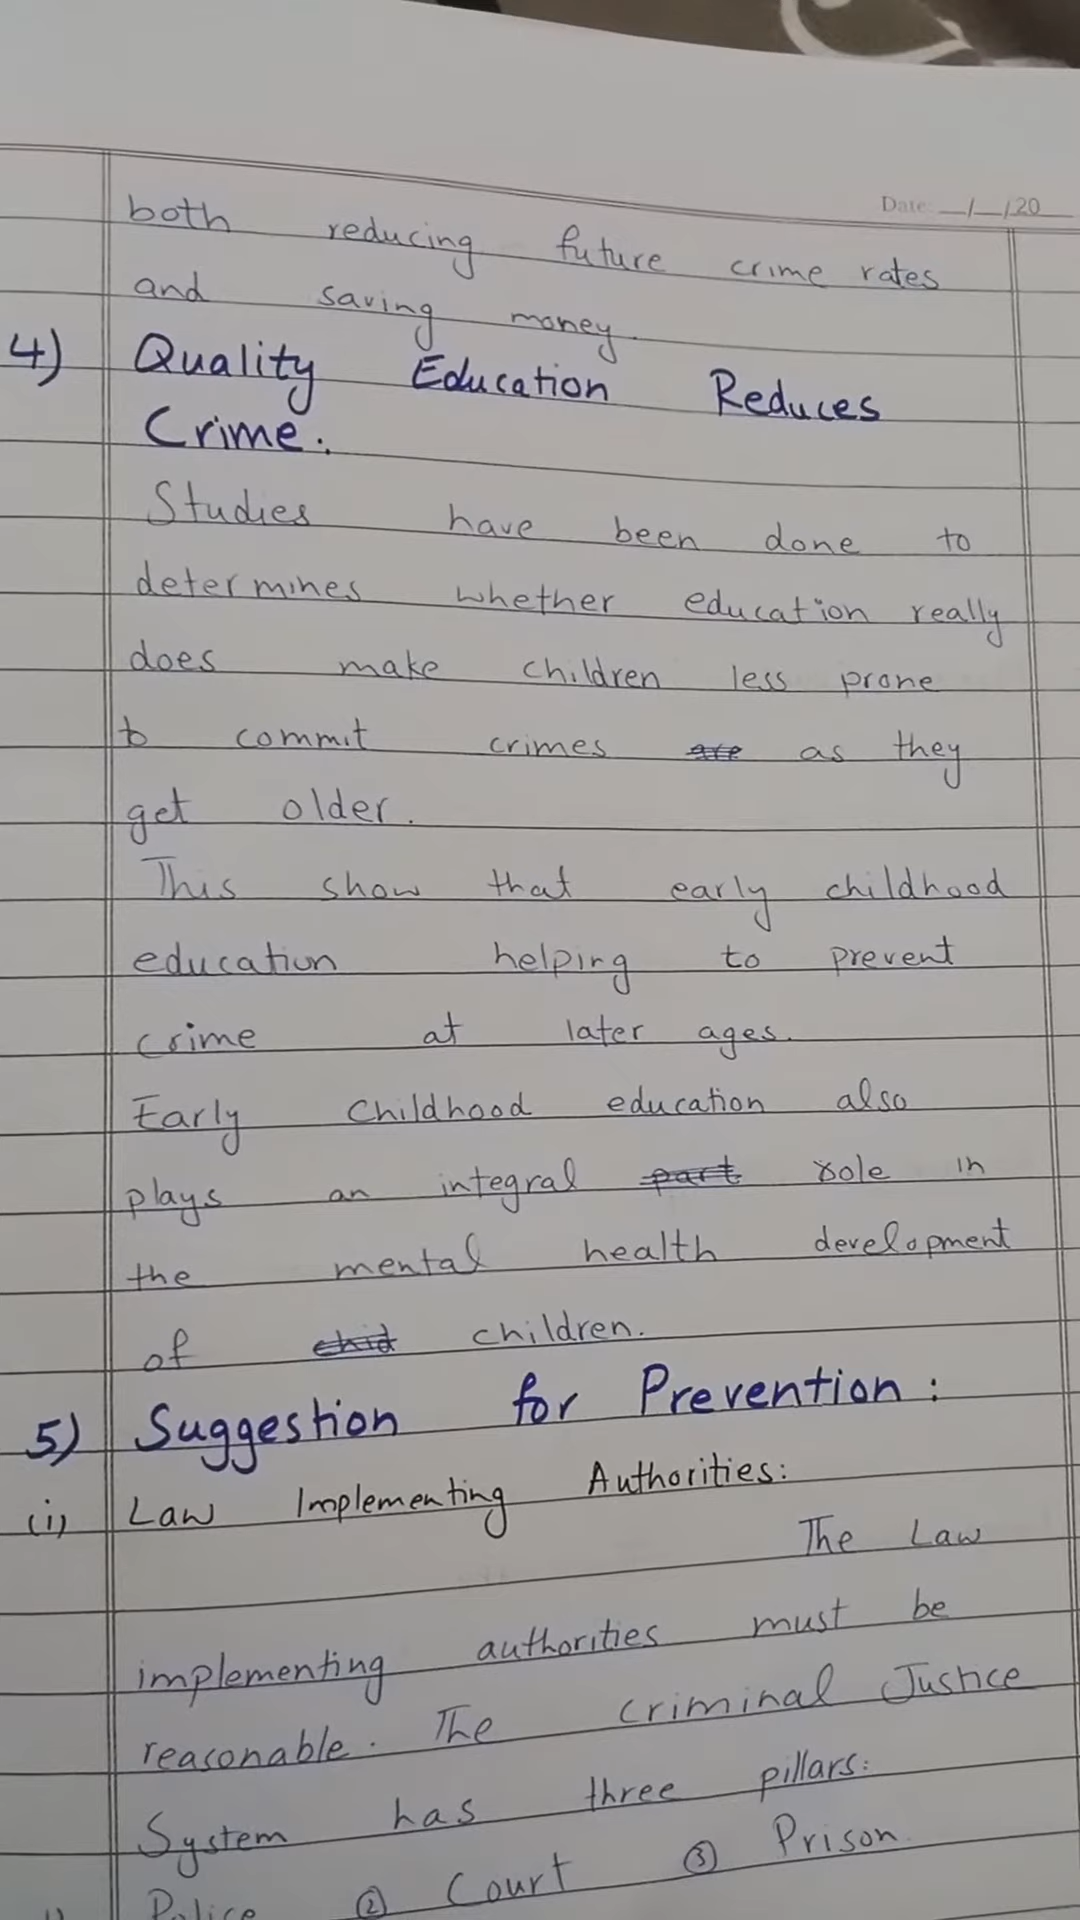 Date __/__/20__
both reducing future crime rates
and saving money.
4) Quality Education Reduces
Crime.
Studies have been done to
determines whether education really
does make children less prone
to commit crimes are as they
get older.
This show that early childhood
education helping to prevent
crime at later ages.
Early Childhood education also
plays an integral part role in
the mental health development
of chid children.
5) Suggestion for Prevention:
(i) Law Implementing Authorities:
The Law
implementing authorities must be
reasonable. The criminal Justice
System has three pillars:
Police ② Court ③ Prison